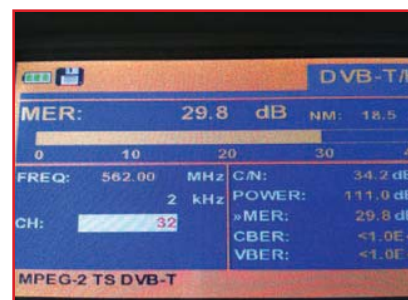 DVB-T/
MER: 29.8 dB NM: 18.5
0 10 20 30
FREQ: 562.00 MHz
2 kHz
CH: 32
C/N: 34.2 dB
POWER: 111.0 dB
»MER: 29.8 dB
CBER: <1.0E-
VBER: <1.0E-
MPEG-2 TS DVB-T